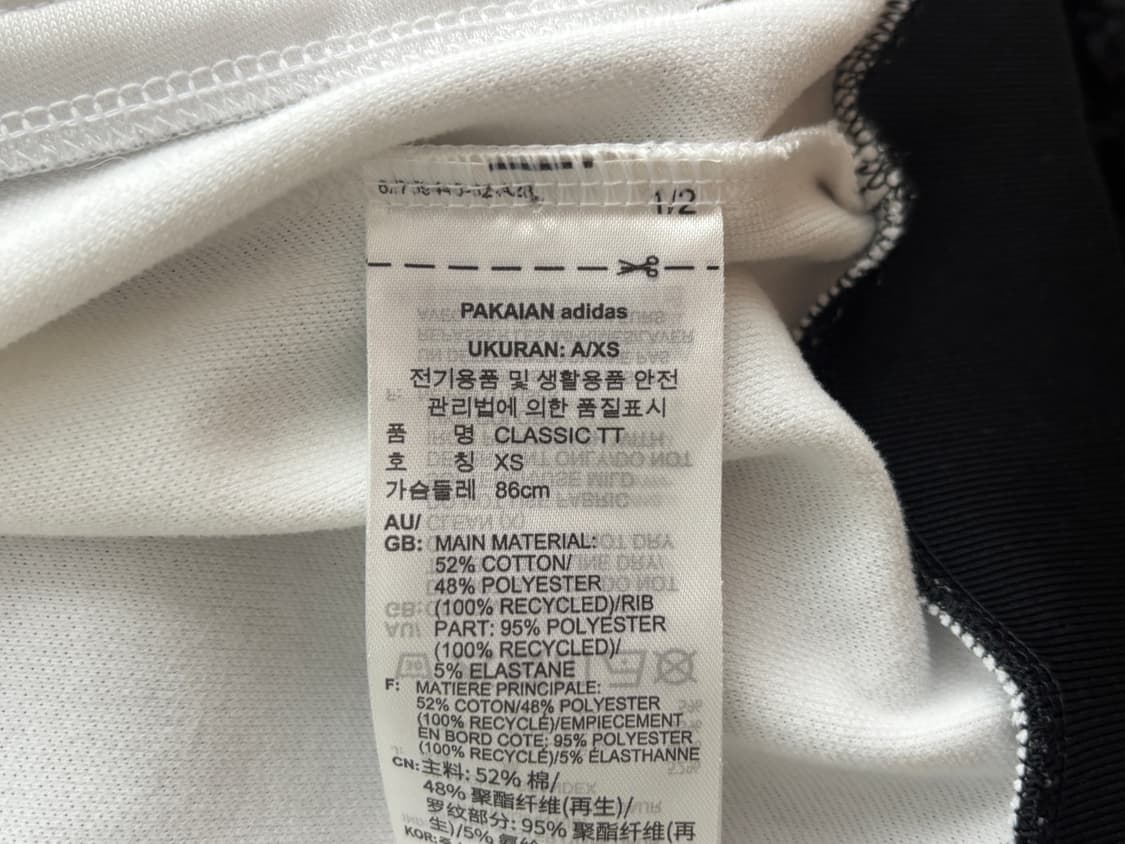 1/2
PAKAIAN adidas
UKURAN: A/XS
전기용품 및 생활용품 안전
관리법에 의한 품질표시
품 명 CLASSIC TT
호 칭 XS
가슴둘레 86cm
AU/
GB: MAIN MATERIAL:
52% COTTON/
48% POLYESTER
(100% RECYCLED)/RIB
PART: 95% POLYESTER
(100% RECYCLED)/
5% ELASTANE
F: MATIERE PRINCIPALE:
52% COTON/48% POLYESTER
(100% RECYCLÉ)/EMPIECEMENT
EN BORD COTE: 95% POLYESTER
(100% RECYCLÉ)/5% ÉLASTHANNE
CN: 主料: 52% 棉/
48% 聚酯纤维(再生)/
罗纹部分: 95% 聚酯纤维(再
生)/5%
KOR: